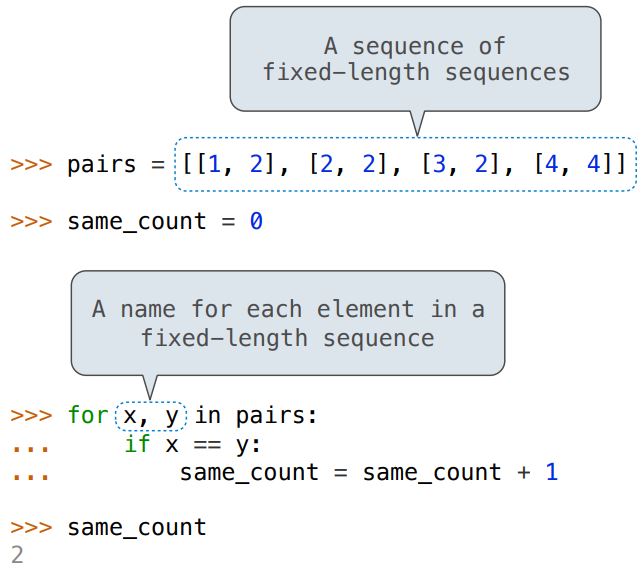 A sequence of
fixed-length sequences
>>> pairs = [[1, 2], [2, 2], [3, 2], [4, 4]]
>>> same_count = 0
A name for each element in a
fixed-length sequence
>>> for x, y in pairs:
...     if x == y:
...         same_count = same_count + 1
>>> same_count
2